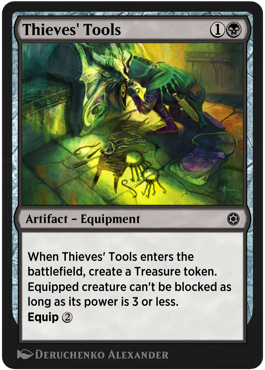 Thieves' Tools 1
Artifact – Equipment
When Thieves' Tools enters the
battlefield, create a Treasure token.
Equipped creature can't be blocked as
long as its power is 3 or less.
Equip 2
Deruchenko Alexander